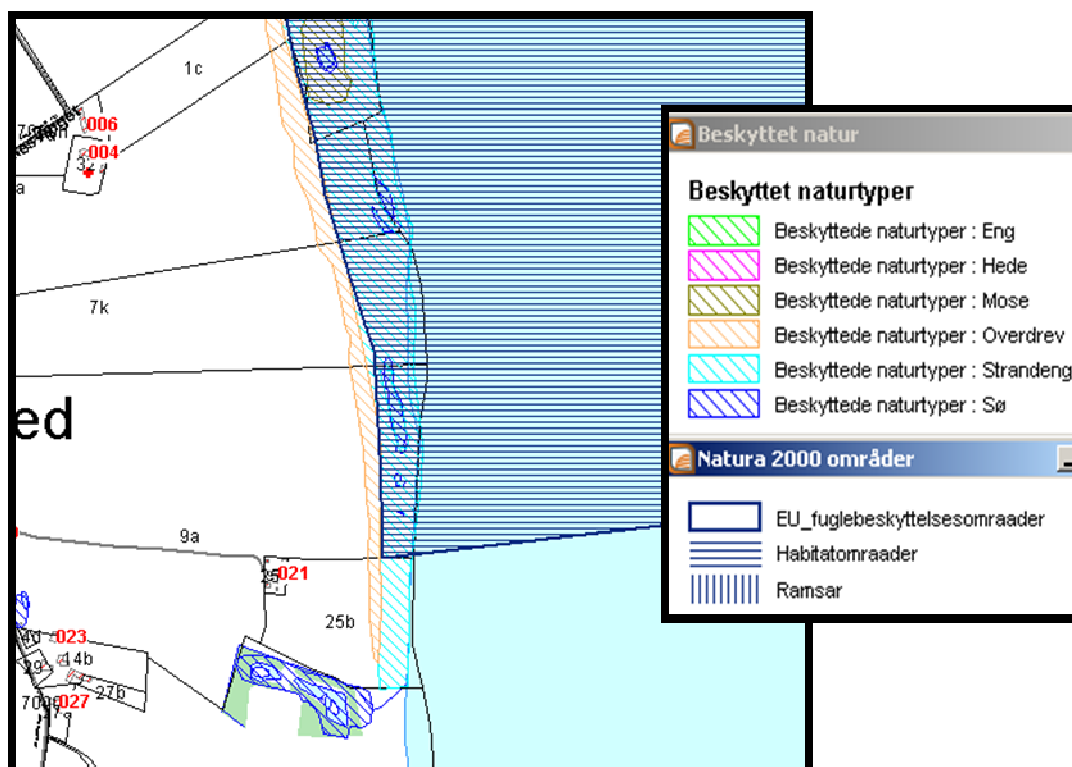 1c
006
004
a
7k
ed
9a
021
25b
023
14b
27b
027
Beskyttet natur
Beskyttet naturtyper
Beskyttede naturtyper : Eng
Beskyttede naturtyper : Hede
Beskyttede naturtyper : Mose
Beskyttede naturtyper : Overdrev
Beskyttede naturtyper : Strandeng
Beskyttede naturtyper : Sø
Natura 2000 områder
EU_fuglebeskyttelsesomraader
Habitatomraader
Ramsar